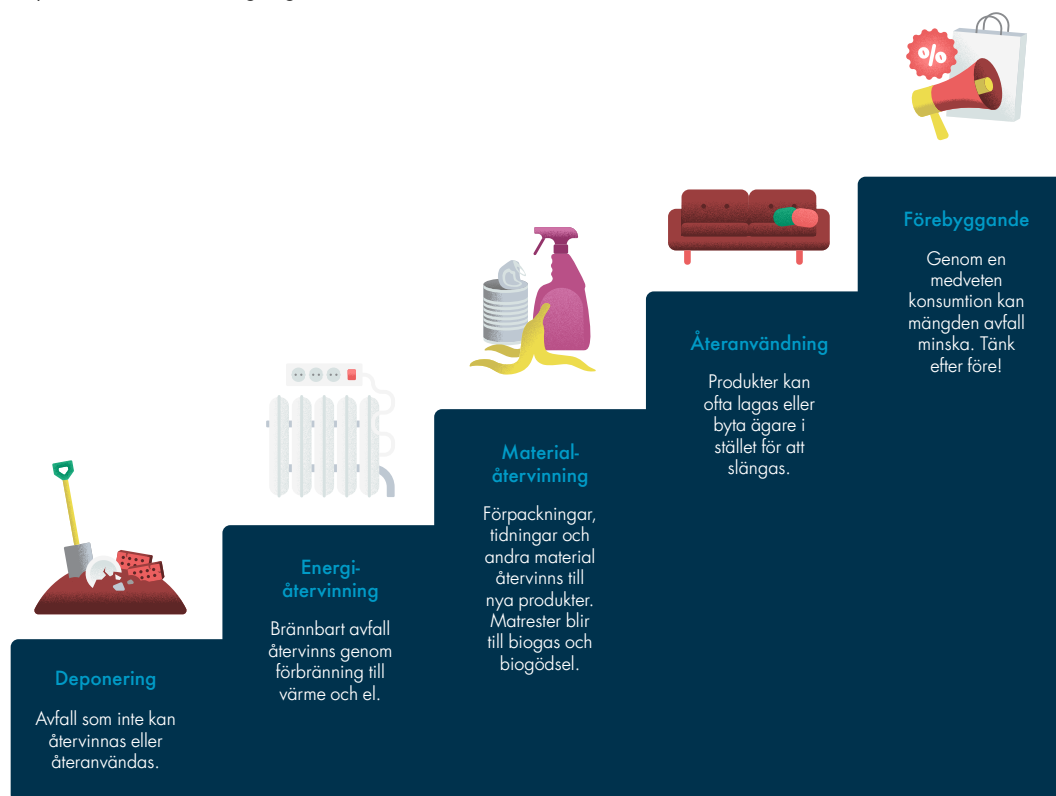 %
Förebyggande
Genom en
medveten
konsumtion kan
mängden avfall
minska. Tänk
efter före!
Återanvändning
Produkter kan
ofta lagas eller
byta ägare i
stället för att
slängas.
Material-
återvinning
Förpackningar,
tidningar och
andra material
återvinns till
nya produkter.
Matrester blir
till biogas och
biogödsel.
Energi-
återvinning
Brännbart avfall
återvinns genom
förbränning till
värme och el.
Deponering
Avfall som inte kan
återvinnas eller
återanvändas.